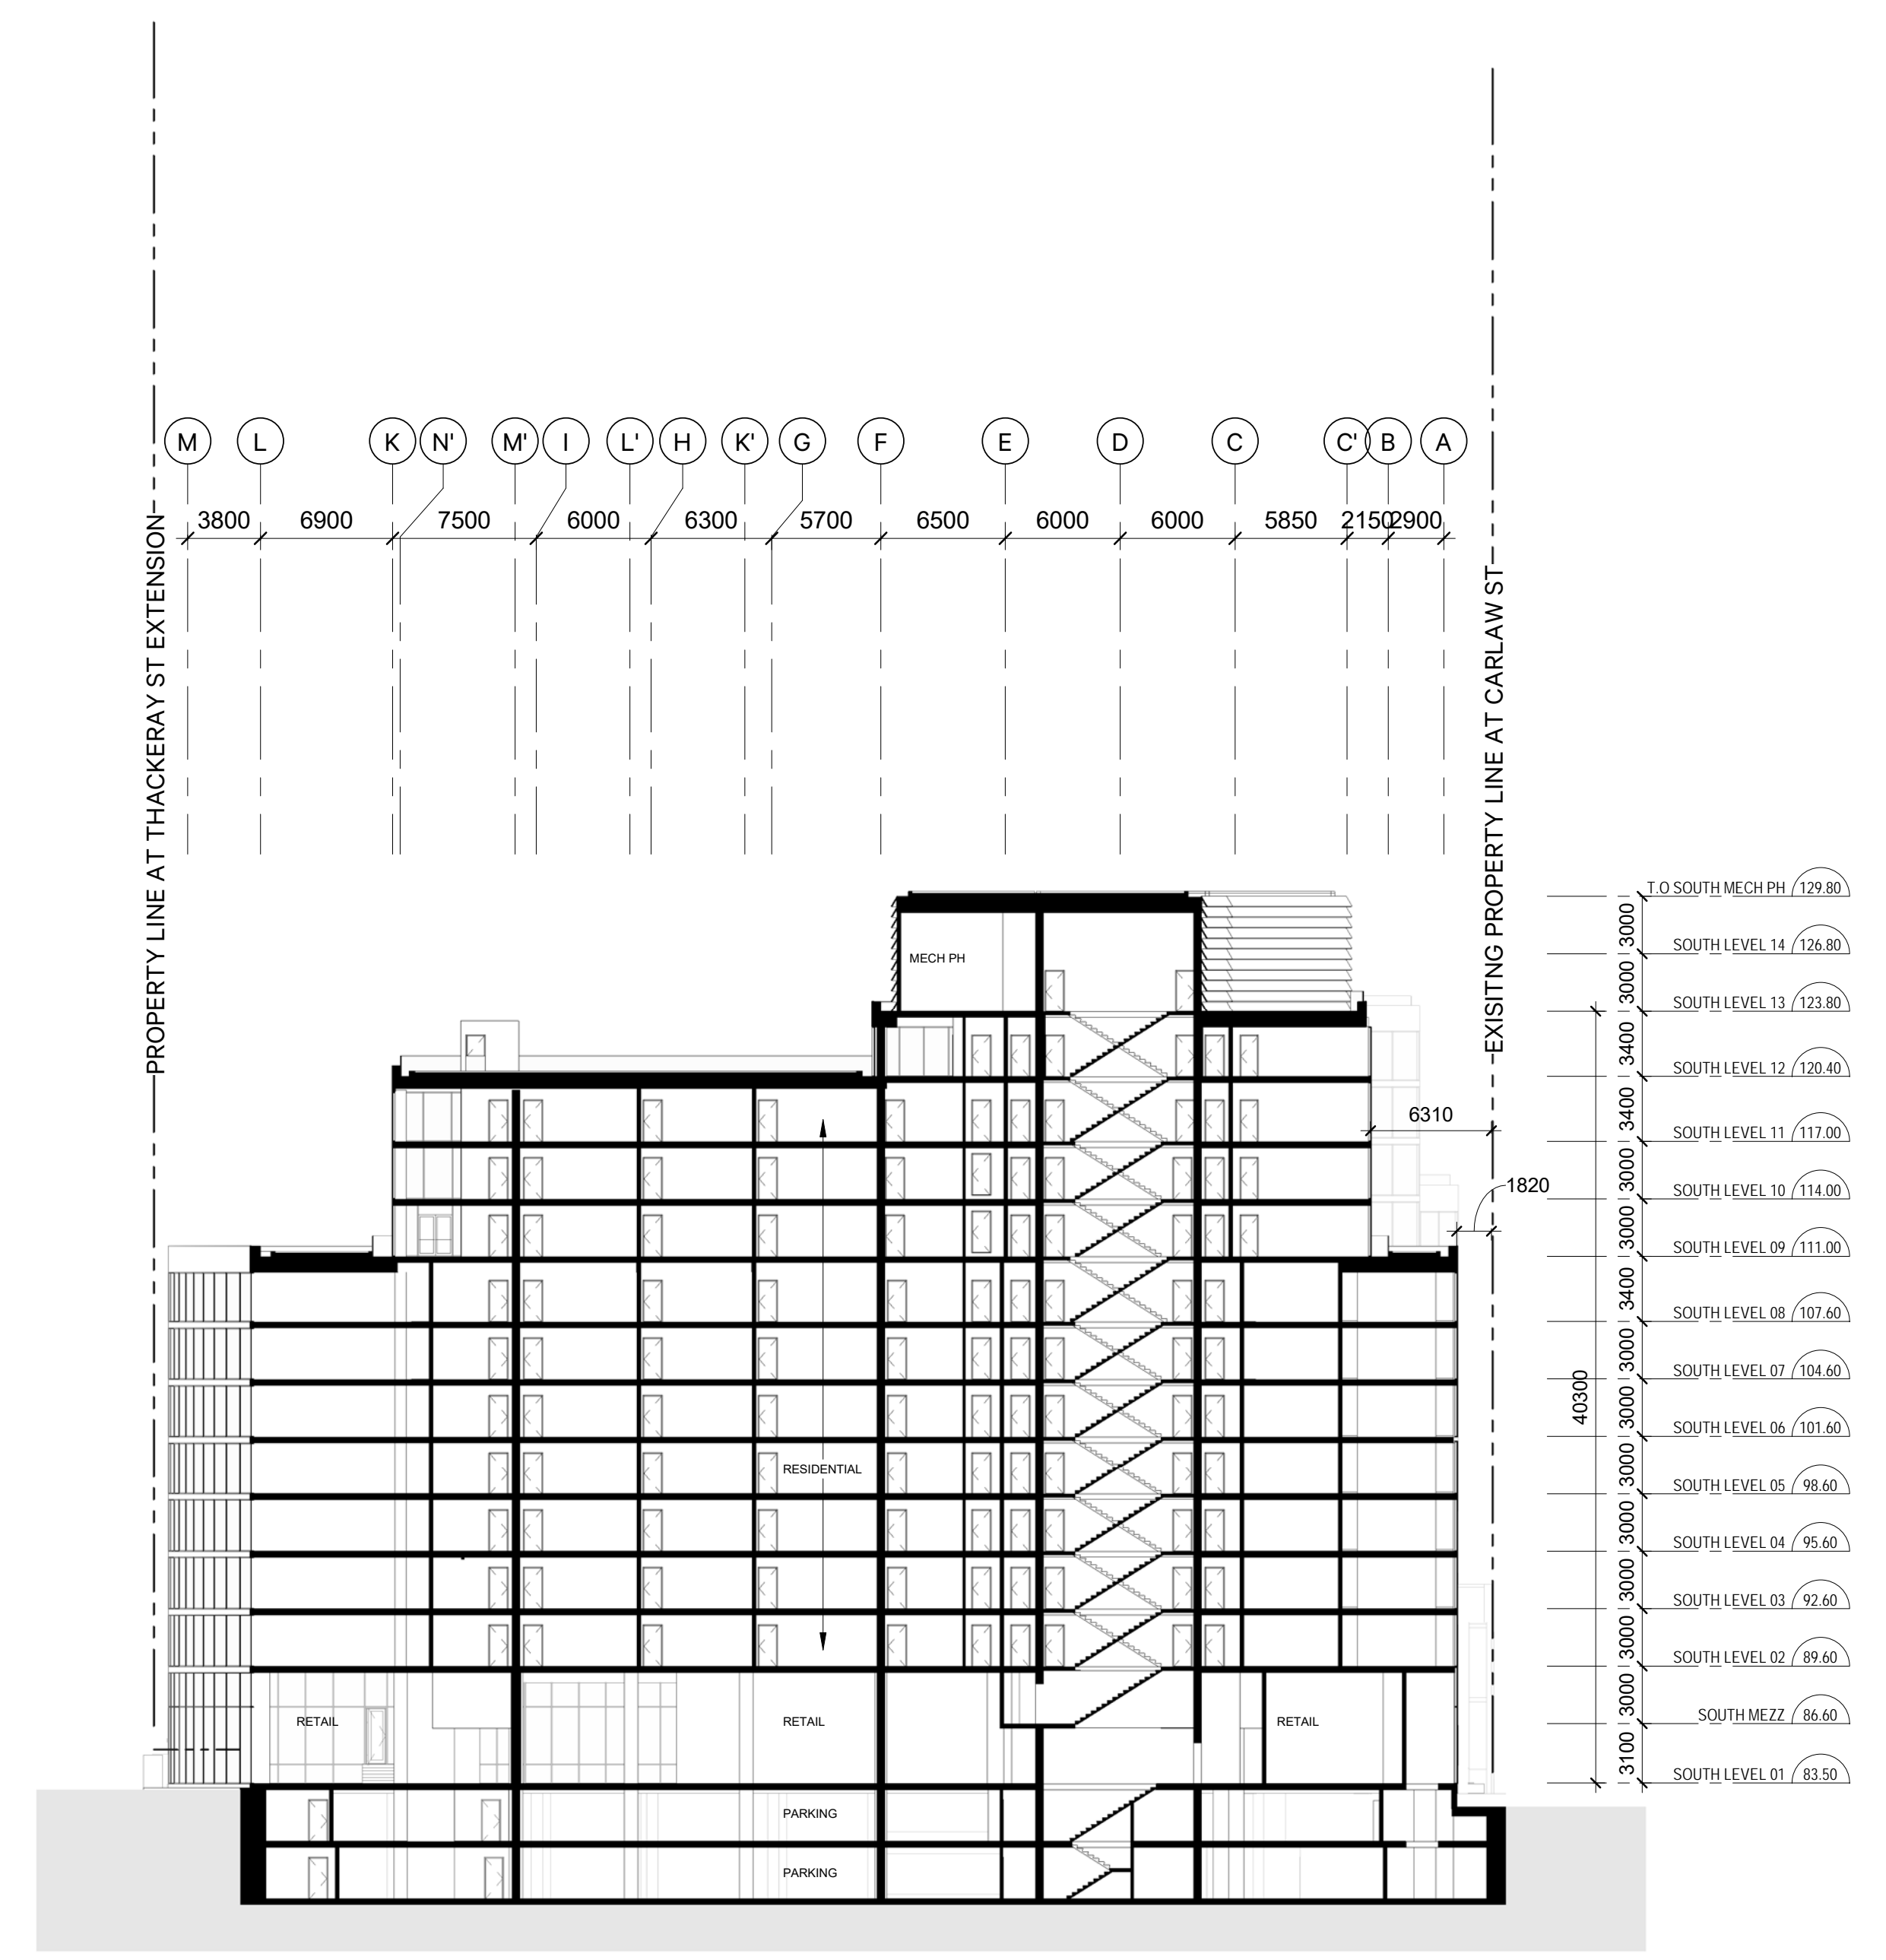 M L K N' M' I L' H K' G F E D C C' B A
3800 6900 7500 6000 6300 5700 6500 6000 6000 5850 2150 2900
PROPERTY LINE AT THACKERAY ST EXTENSION
EXISITNG PROPERTY LINE AT CARLAW ST
T.O SOUTH MECH PH 129.80
3000
SOUTH LEVEL 14 126.80
MECH PH
3000
SOUTH LEVEL 13 123.80
3400
SOUTH LEVEL 12 120.40
3400
6310
SOUTH LEVEL 11 117.00
3000
1820
SOUTH LEVEL 10 114.00
3000
SOUTH LEVEL 09 111.00
3400
SOUTH LEVEL 08 107.60
3000
SOUTH LEVEL 07 104.60
40300
3000
SOUTH LEVEL 06 101.60
3000
RESIDENTIAL
SOUTH LEVEL 05 98.60
3000
SOUTH LEVEL 04 95.60
3000
SOUTH LEVEL 03 92.60
3000
SOUTH LEVEL 02 89.60
3000
RETAIL RETAIL RETAIL
SOUTH MEZZ 86.60
3100
SOUTH LEVEL 01 83.50
PARKING
PARKING